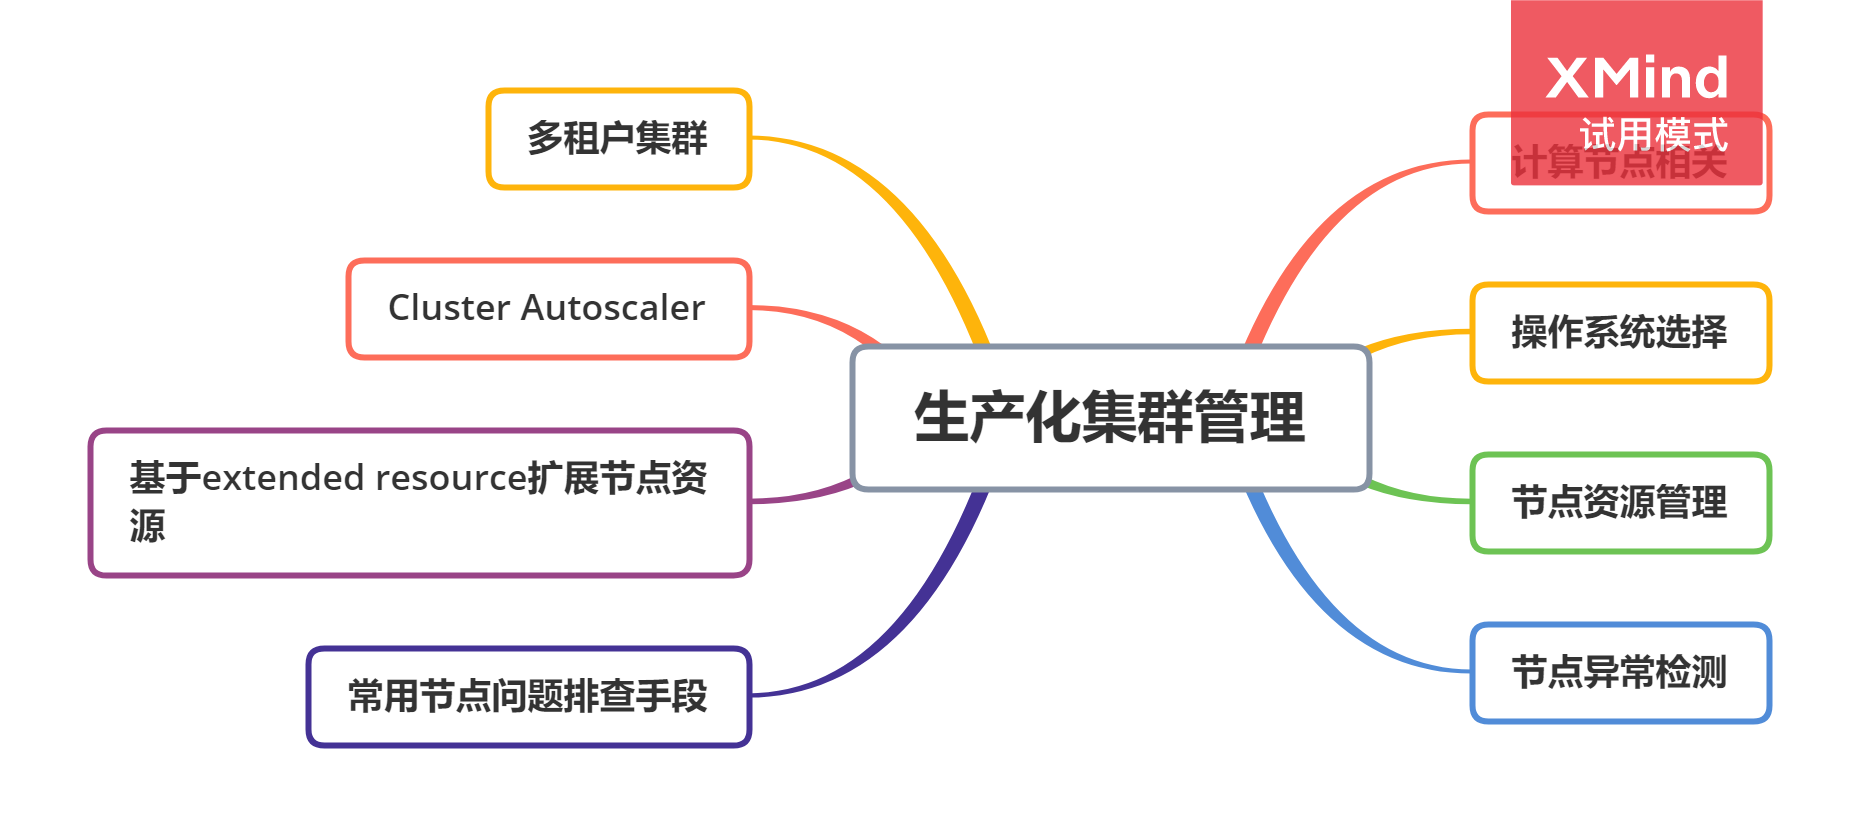 XMind
试用模式
计算节点相关
多租户集群
Cluster Autoscaler
操作系统选择
生产化集群管理
基于extended resource扩展节点资
源
节点资源管理
常用节点问题排查手段
节点异常检测